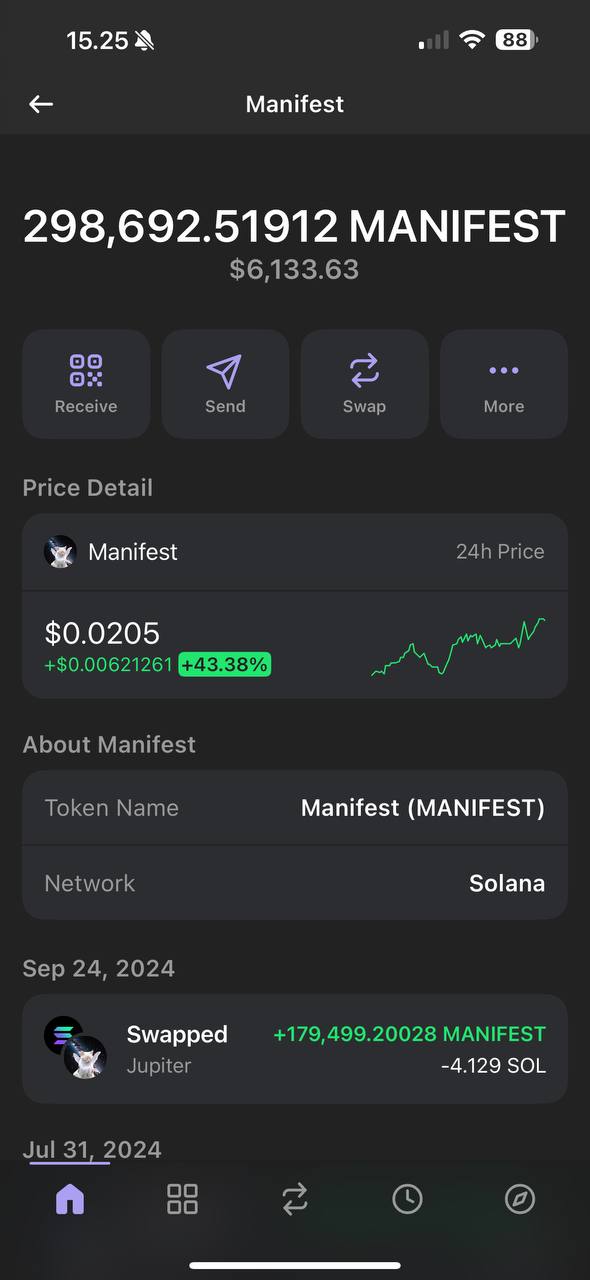 15.25
88
Manifest
298,692.51912 MANIFEST
$6,133.63
Receive
Send
Swap
More
Price Detail
Manifest
24h Price
$0.0205
+$0.00621261 +43.38%
About Manifest
Token Name
Manifest (MANIFEST)
Network
Solana
Sep 24, 2024
Swapped
+179,499.20028 MANIFEST
Jupiter
-4.129 SOL
Jul 31, 2024